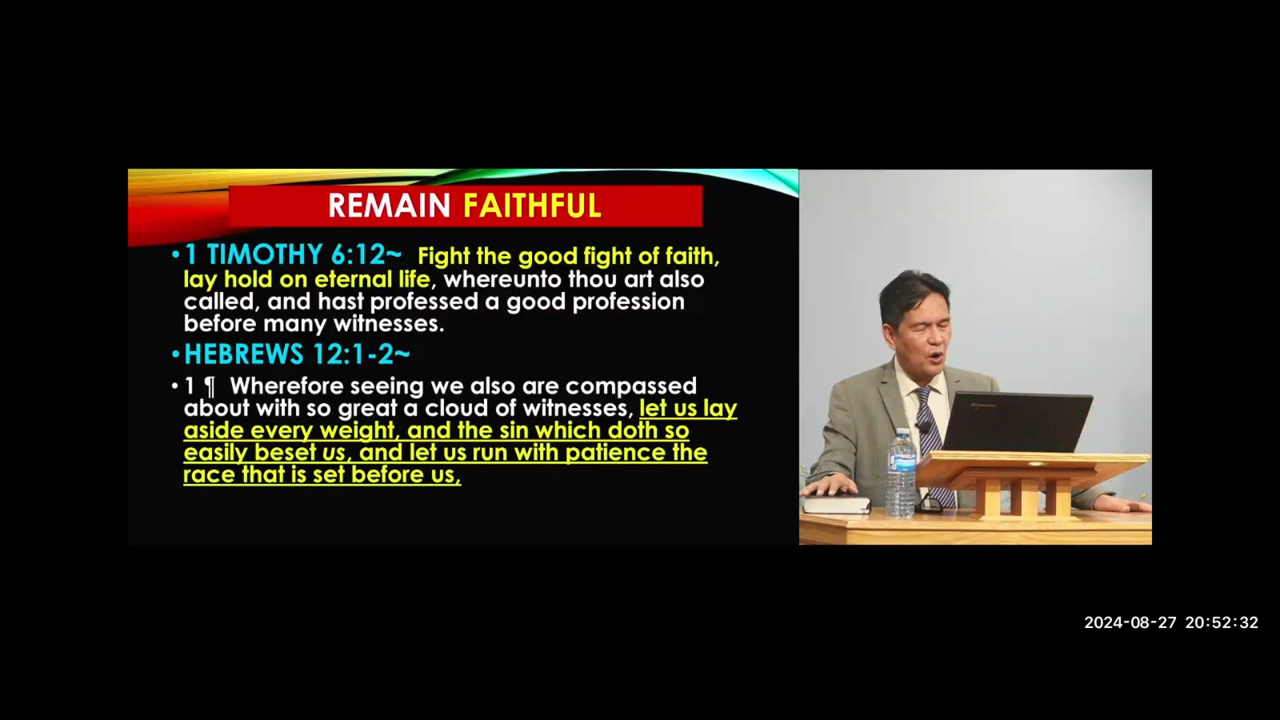 REMAIN FAITHFUL
•1 TIMOTHY 6:12~ Fight the good fight of faith,
lay hold on eternal life, whereunto thou art also
called, and hast professed a good profession
before many witnesses.
•HEBREWS 12:1-2~
•1 ¶ Wherefore seeing we also are compassed
about with so great a cloud of witnesses, let us lay
aside every weight, and the sin which doth so
easily beset us, and let us run with patience the
race that is set before us,
2024-08-27 20:52:32